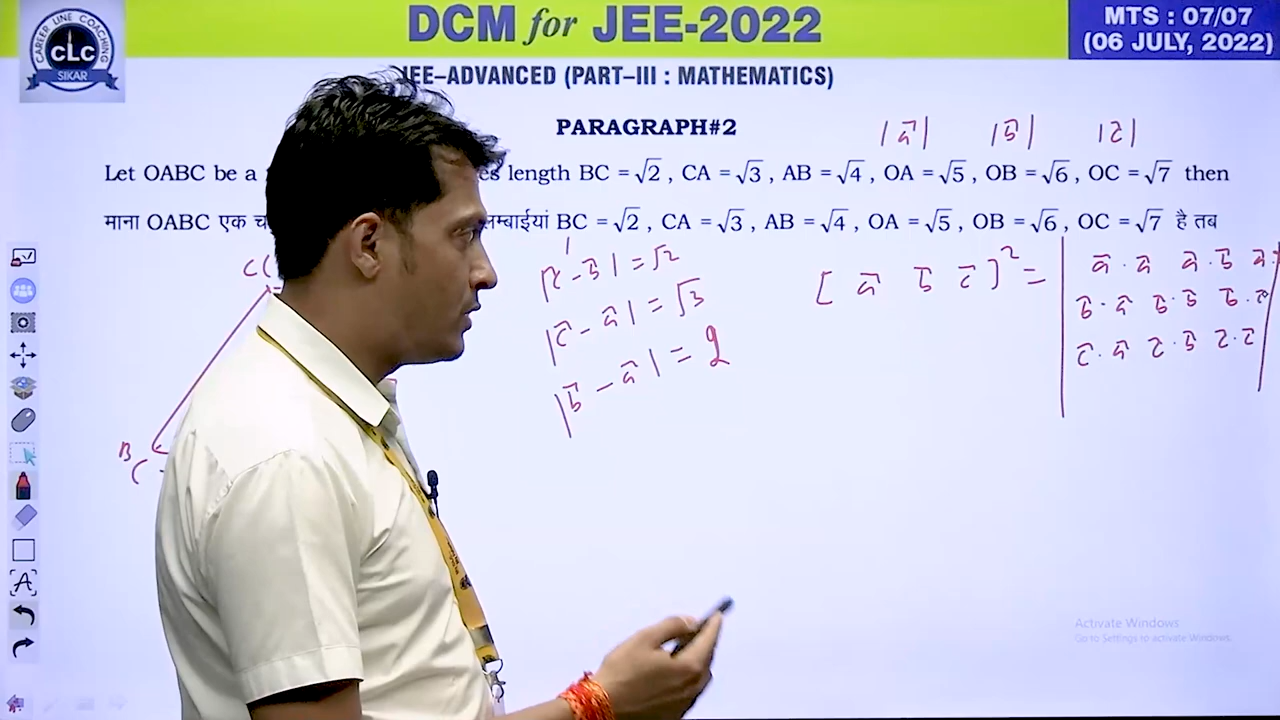 DCM for JEE-2022
MTS : 07/07
(06 JULY, 2022)
CAREER LINE COACHING
CLC
SIKAR
JEE–ADVANCED (PART–III : MATHEMATICS)
PARAGRAPH#2
|a⃗| |b⃗| |c⃗|
Let OABC be a length BC = √2 , CA = √3 , AB = √4 , OA = √5 , OB = √6 , OC = √7 then
माना OABC एक BC = √2 , CA = √3 , AB = √4 , OA = √5 , OB = √6 , OC = √7 है तब
|c⃗ - b⃗| = √2
|c⃗ - a⃗| = √3
|b⃗ - a⃗| = 2
[a⃗ b⃗ c⃗]² =
a⃗·a⃗ a⃗·b⃗ a⃗·
b⃗·a⃗ b⃗·b⃗ b⃗·c⃗
c⃗·a⃗ c⃗·b⃗ c⃗·c⃗
B
A
Activate Windows
Go to Settings to activate Windows.